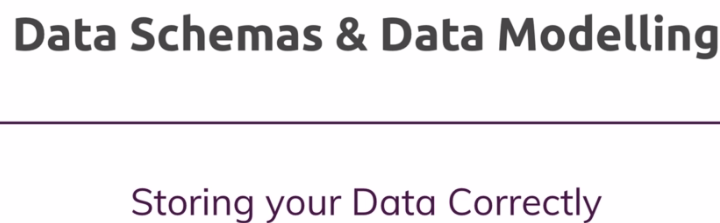 Data Schemas & Data Modelling
Storing your Data Correctly